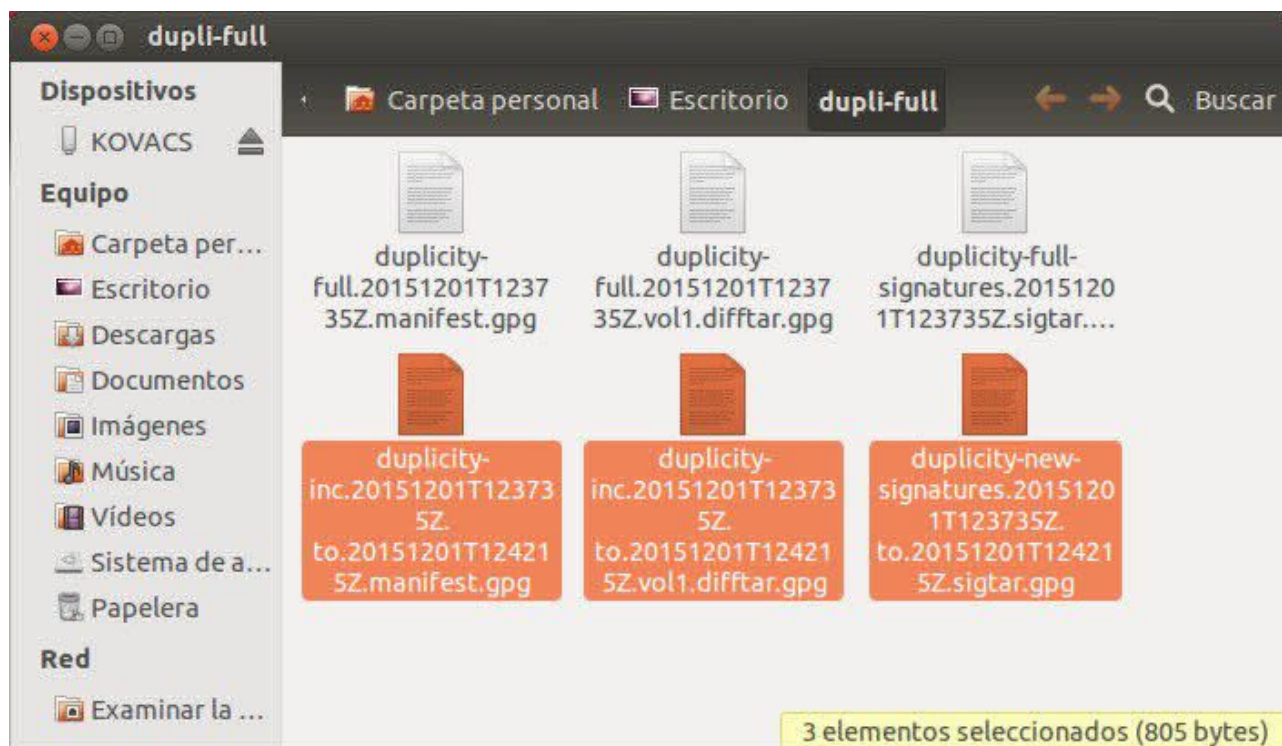 dupli-full
Dispositivos
KOVACS
Equipo
Carpeta per...
Escritorio
Descargas
Documentos
Imágenes
Música
Vídeos
Sistema de a...
Papelera
Red
Examinar la ...
Carpeta personal Escritorio dupli-full Buscar
duplicity-
full.20151201T1237
35Z.manifest.gpg
duplicity-
full.20151201T1237
35Z.vol1.difftar.gpg
duplicity-full-
signatures.2015120
1T123735Z.sigtar....
duplicity-
inc.20151201T12373
5Z.
to.20151201T12421
5Z.manifest.gpg
duplicity-
inc.20151201T12373
5Z.
to.20151201T12421
5Z.vol1.difftar.gpg
duplicity-new-
signatures.2015120
1T123735Z.
to.20151201T12421
5Z.sigtar.gpg
3 elementos seleccionados (805 bytes)